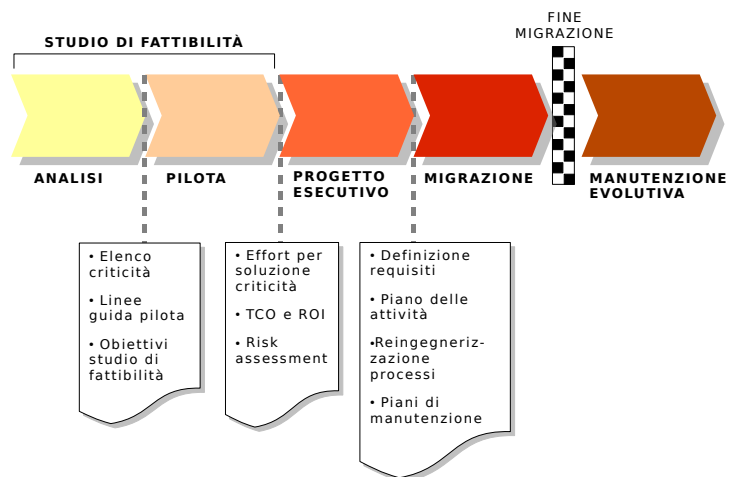 FINE
MIGRAZIONE
STUDIO DI FATTIBILITÀ
ANALISI
PILOTA
PROGETTO
ESECUTIVO
MIGRAZIONE
MANUTENZIONE
EVOLUTIVA
• Elenco
criticità
• Linee
guida pilota
• Obiettivi
studio di
fattibilità
• Effort per
soluzione
criticità
• TCO e ROI
• Risk
assessment
• Definizione
requisiti
• Piano delle
attività
•Reingegneriz-
zazione
processi
• Piani di
manutenzione